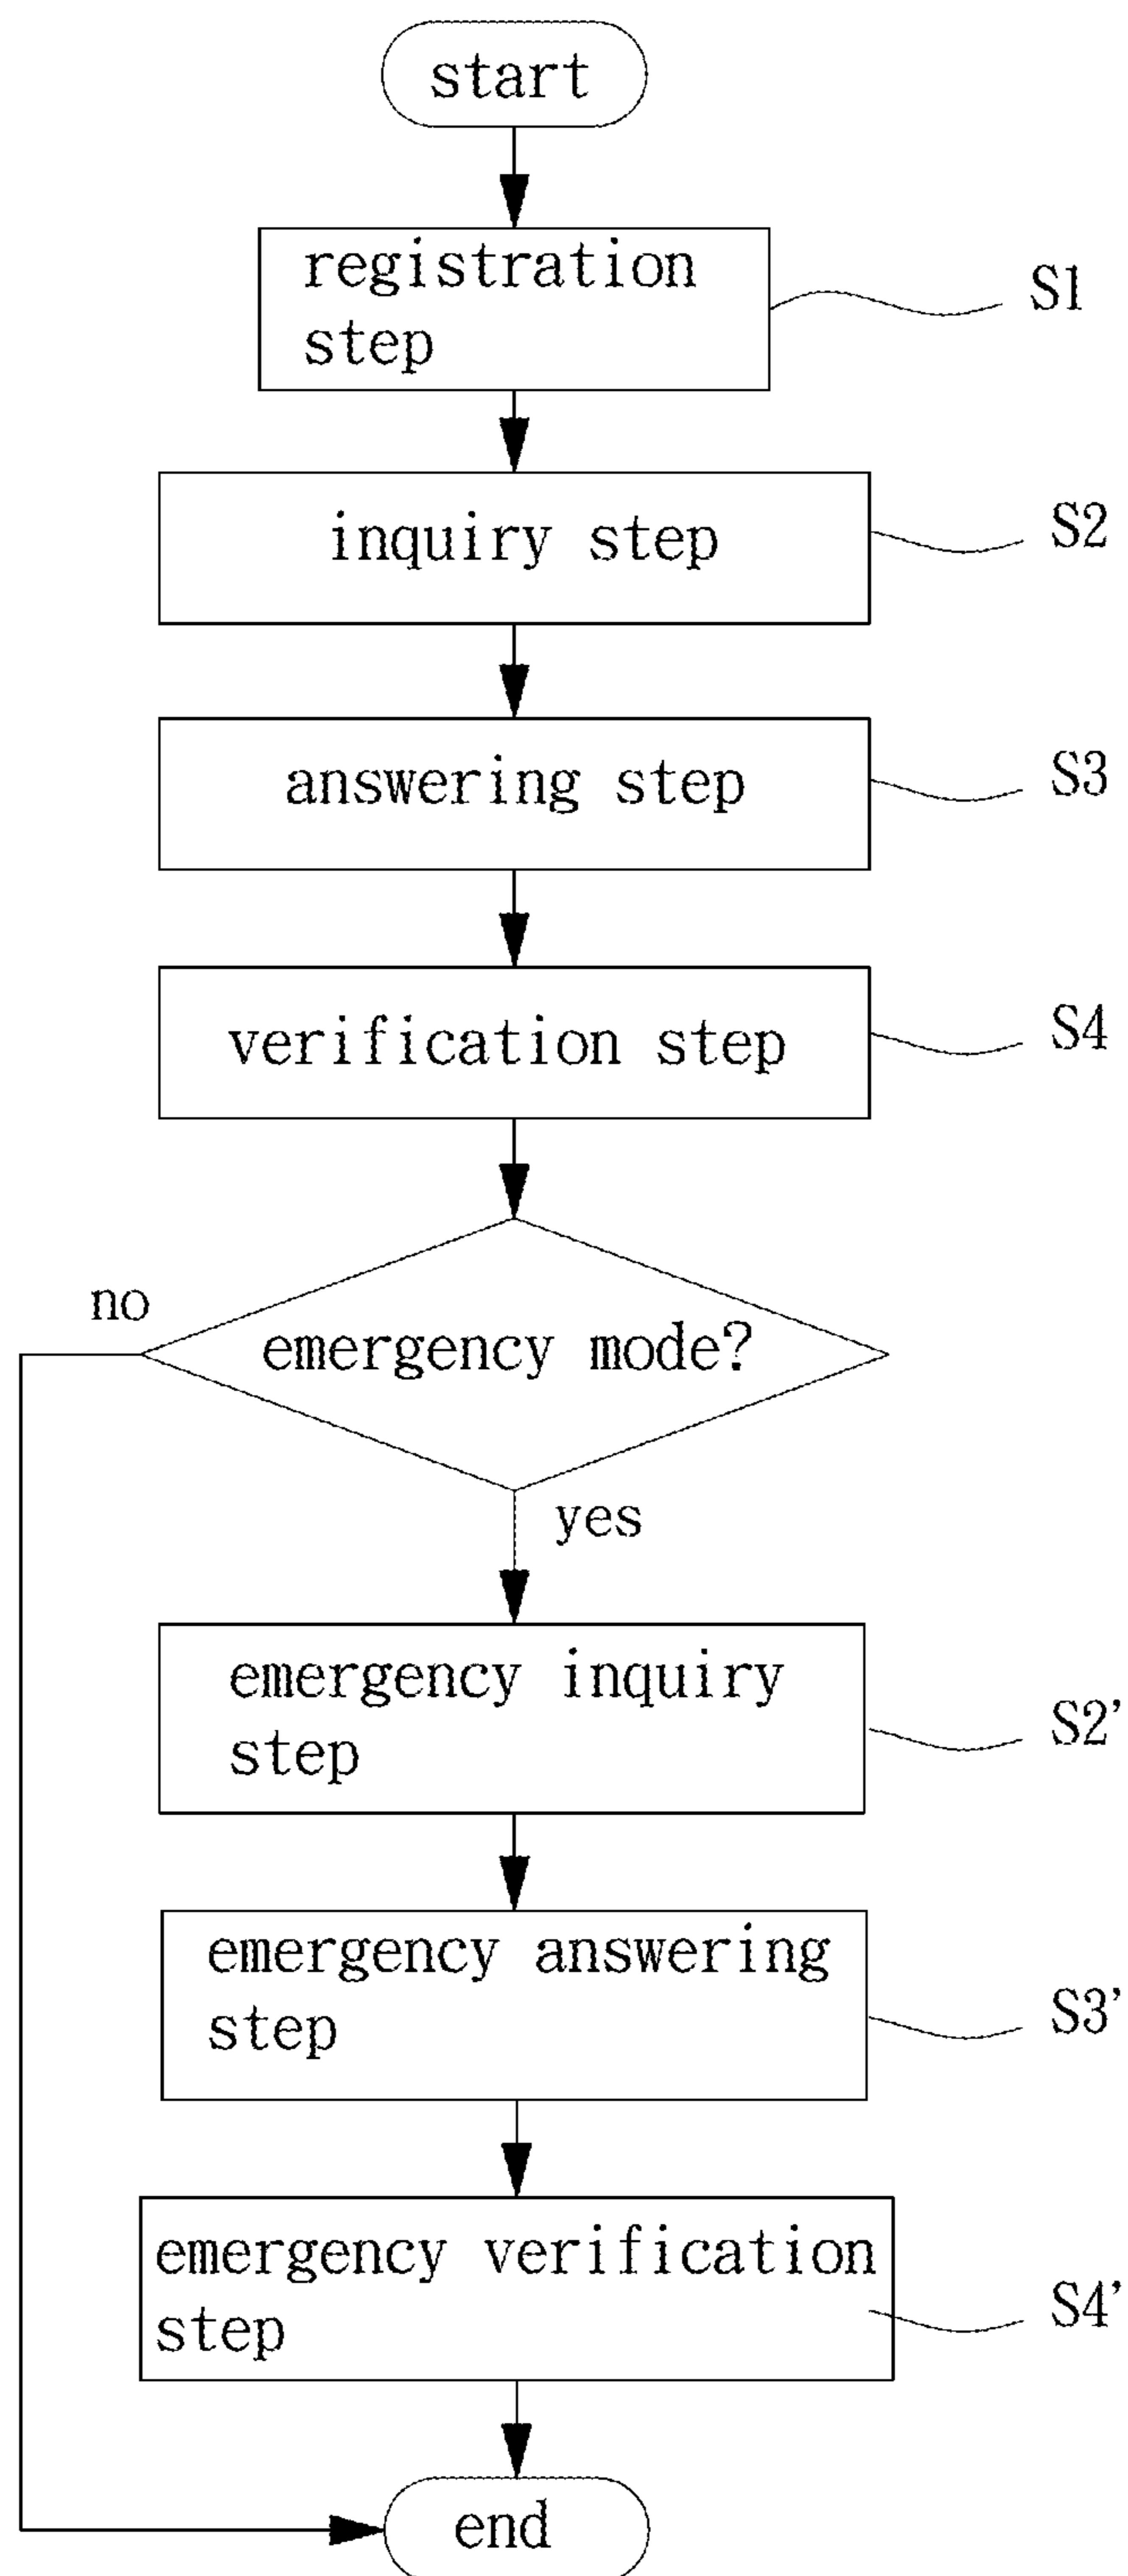 start
registration
step
S1
inquiry step
S2
answering step
S3
verification step
S4
no
emergency mode?
yes
emergency inquiry
step
S2'
emergency answering
step
S3'
emergency verification
step
S4'
end